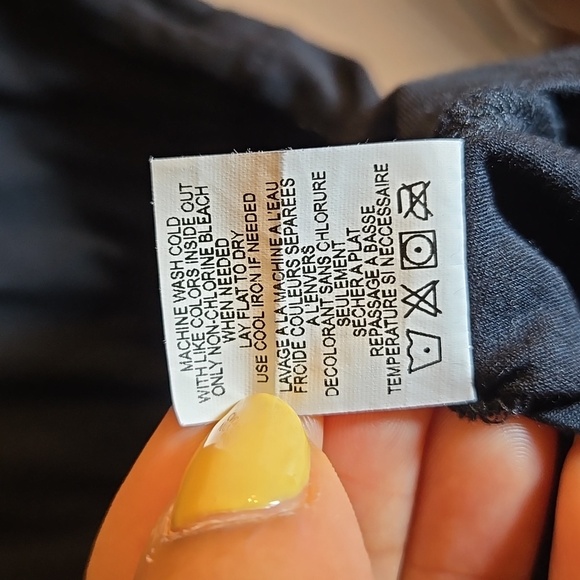 MACHINE WASH COLD
WITH LIKE COLORS INSIDE OUT
ONLY NON-CHLORINE BLEACH
WHEN NEEDED
LAY FLAT TO DRY
USE COOL IRON IF NEEDED
LAVAGE A LA MACHINE A L'EAU
FROIDE COULEURS SEPAREES
A L'ENVERS
DECOLORANT SANS CHLORURE
SEULEMENT
SECHER A PLAT
REPASSAGE A BASSE
TEMPERATURE SI NECESSAIRE